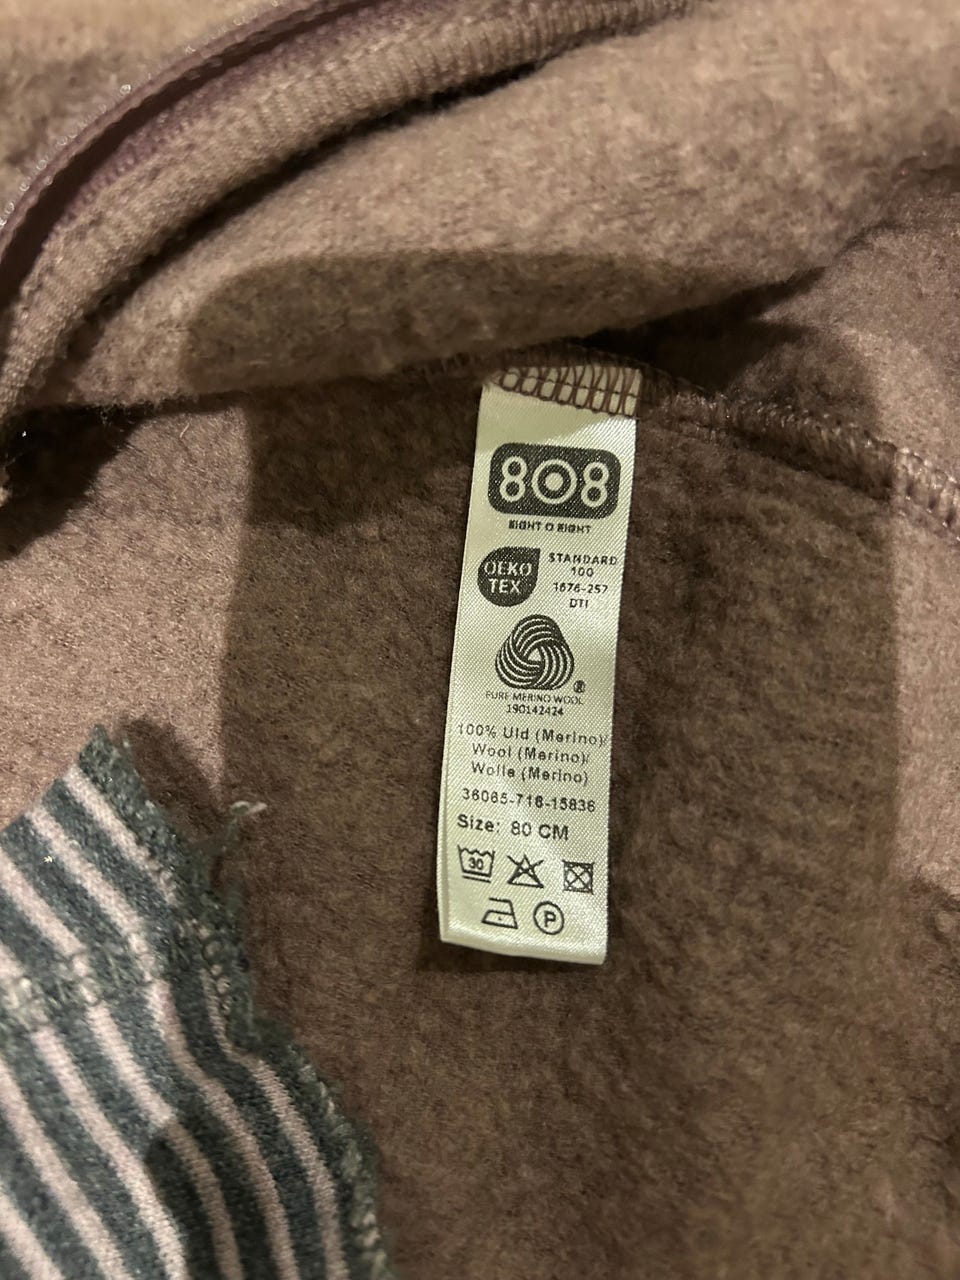 808
EIGHT O EIGHT
OEKO
TEX
STANDARD
100
1676-257
DTI
®
PURE MERINO WOOL
190142424
100% Uld (Merino)/
Wool (Merino)/
Wolle (Merino)
36065-716-15836
Size: 80 CM
30
P